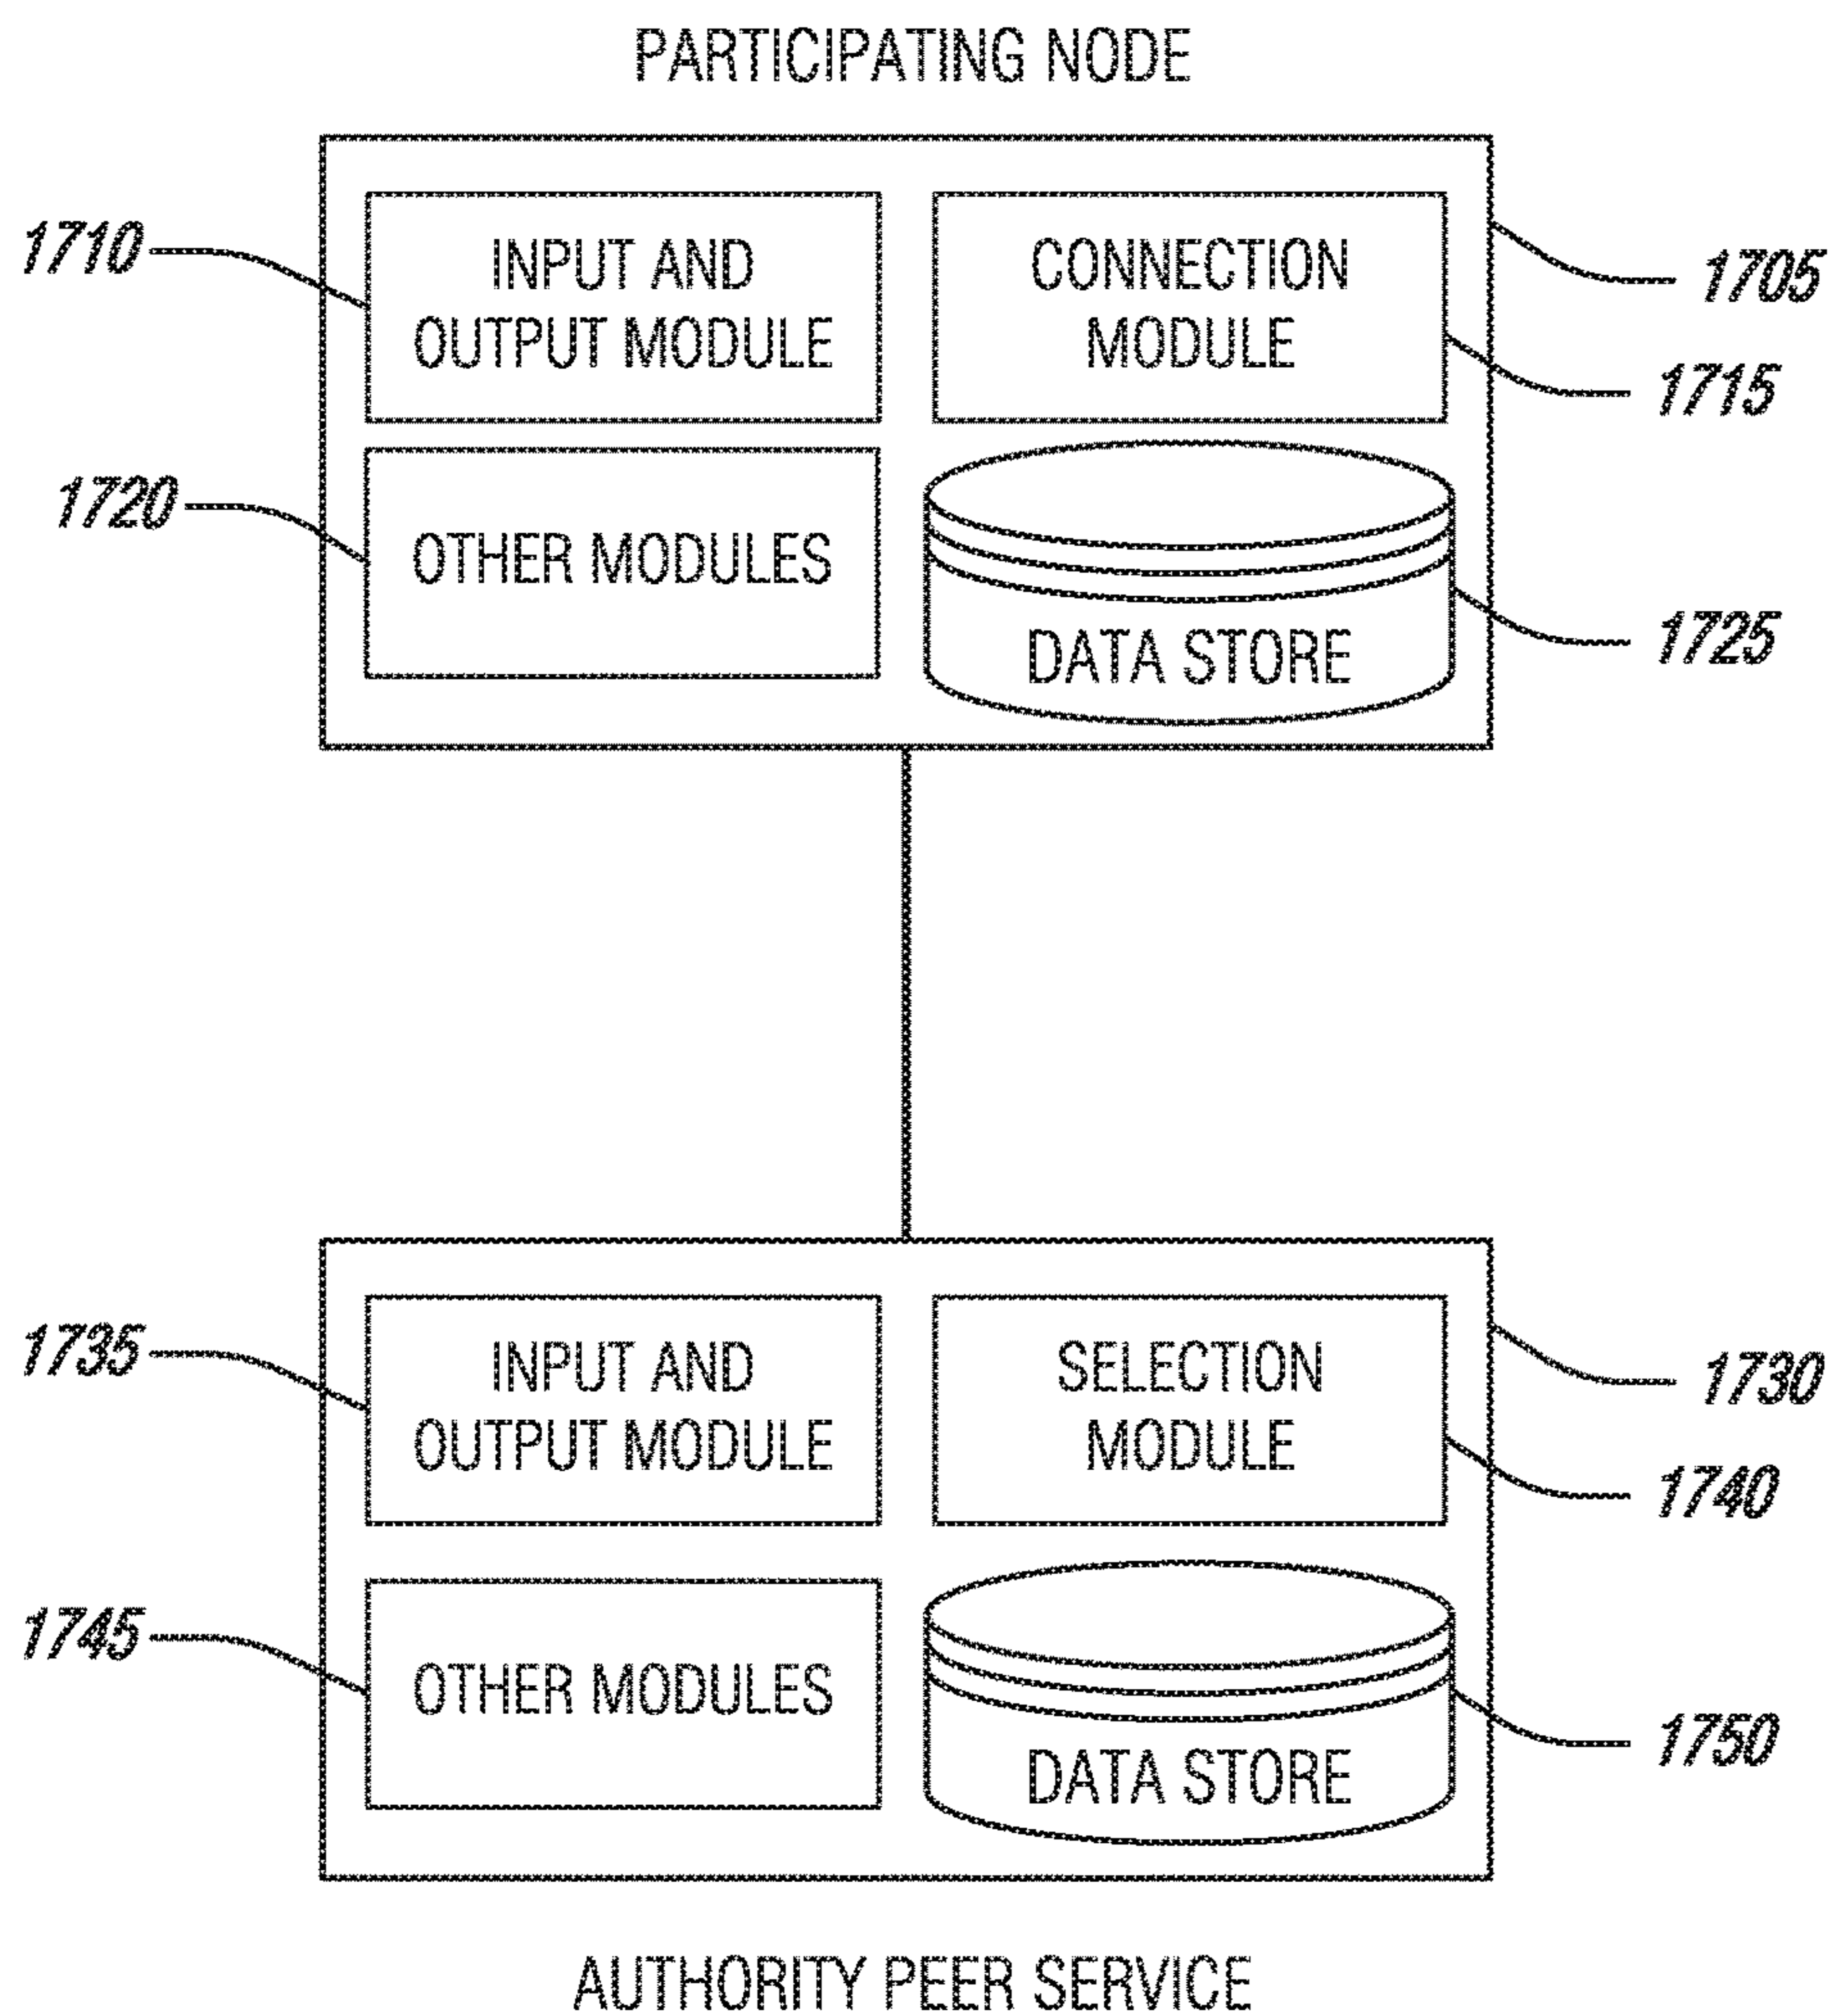 PARTICIPATING NODE
1710
INPUT AND
OUTPUT MODULE
CONNECTION
MODULE
1705
1715
1720
OTHER MODULES
DATA STORE
1725
1735
INPUT AND
OUTPUT MODULE
SELECTION
MODULE
1730
1740
1745
OTHER MODULES
DATA STORE
1750
AUTHORITY PEER SERVICE